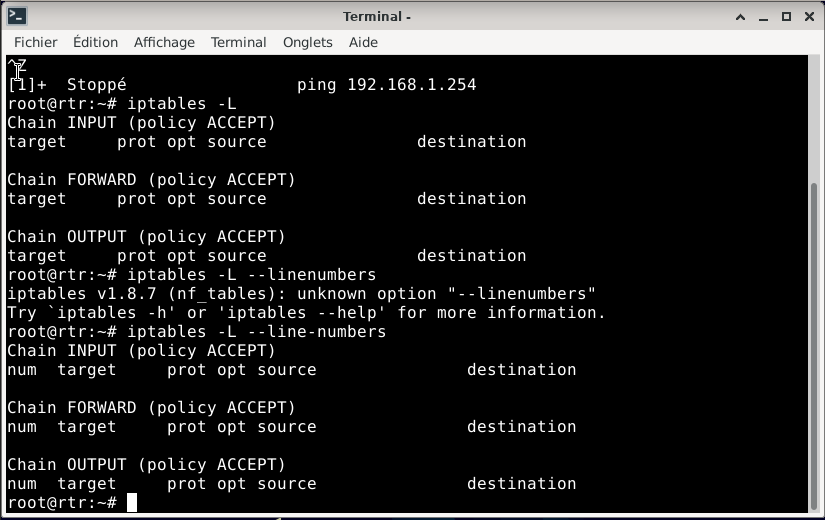 Terminal -
Fichier Édition Affichage Terminal Onglets Aide
^Z
[1]+  Stoppé                 ping 192.168.1.254
root@rtr:~# iptables -L
Chain INPUT (policy ACCEPT)
target     prot opt source               destination

Chain FORWARD (policy ACCEPT)
target     prot opt source               destination

Chain OUTPUT (policy ACCEPT)
target     prot opt source               destination
root@rtr:~# iptables -L --linenumbers
iptables v1.8.7 (nf_tables): unknown option "--linenumbers"
Try `iptables -h' or 'iptables --help' for more information.
root@rtr:~# iptables -L --line-numbers
Chain INPUT (policy ACCEPT)
num  target     prot opt source               destination

Chain FORWARD (policy ACCEPT)
num  target     prot opt source               destination

Chain OUTPUT (policy ACCEPT)
num  target     prot opt source               destination
root@rtr:~#